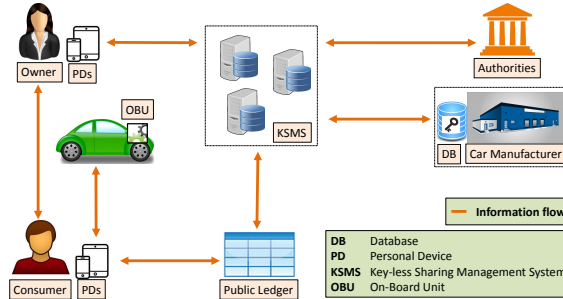 Owner
PDs
OBU
KSMS
Authorities
DB
Car Manufacturer
Information flow
Consumer
PDs
Public Ledger
DB Database
PD Personal Device
KSMS Key-less Sharing Management System
OBU On-Board Unit